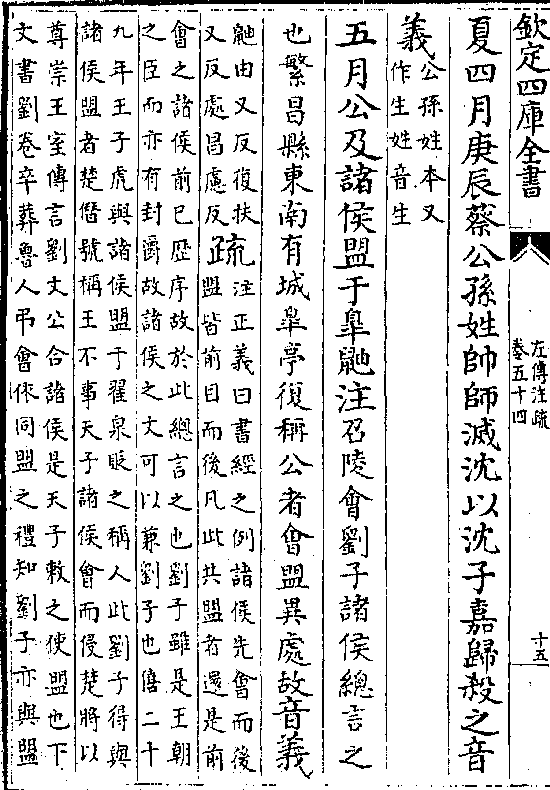 欽定四庫全書
左傳注疏
卷五十四
十五
夏四月庚辰蔡公孫姓帥師滅沈以沈子嘉歸殺之音
義公孫姓本又
作生姓音生
五月公及諸侯盟于臯鼬注召陵會劉子諸侯總言之
也繁昌縣東南有城臯亭復稱公者會盟異處故音義
鼬由又反復扶
又反處昌慮反
疏注正義曰書經之例諸侯先會而後
盟皆前目而後凡此共盟者還是前
會之諸侯前已歷序故於此總言之也劉子雖是王朝
之臣而亦有封爵故諸侯之文可以兼劉子也僖二十
九年王子虎與諸侯盟于翟泉貶之稱人此劉子得與
諸侯盟者楚僭號稱王不事天子諸侯會而侵楚將以
尊崇王室傳言劉文公合諸侯是天子敕之使盟也下
文書劉卷卒葬魯人弔會依同盟之禮知劉子亦與盟